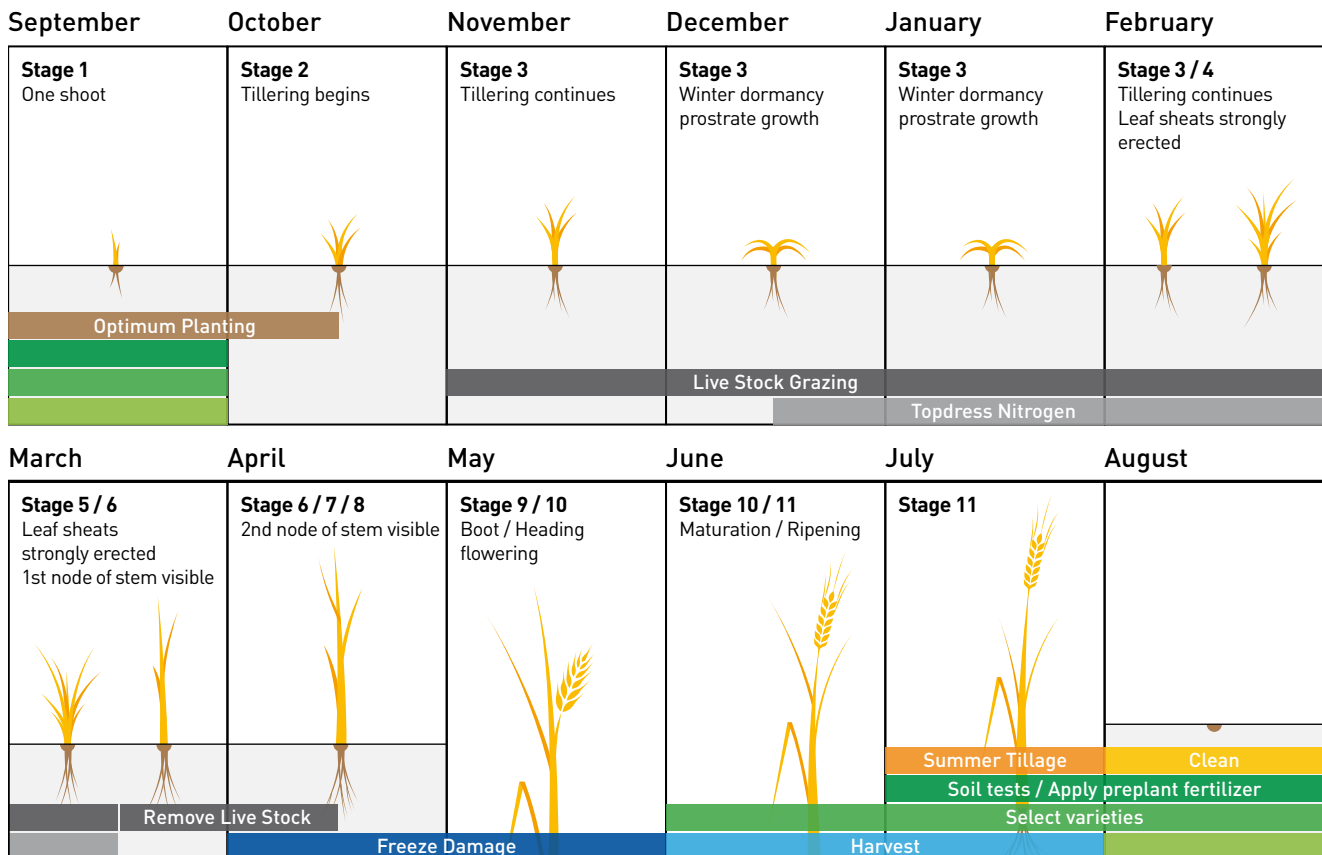 September
October
November
December
January
February
Stage 1
One shoot
Stage 2
Tillering begins
Stage 3
Tillering continues
Stage 3
Winter dormancy
prostrate growth
Stage 3
Winter dormancy
prostrate growth
Stage 3 / 4
Tillering continues
Leaf sheats strongly
erected
Optimum Planting
Live Stock Grazing
Topdress Nitrogen
March
April
May
June
July
August
Stage 5 / 6
Leaf sheats
strongly erected
1st node of stem visible
Stage 6 / 7 / 8
2nd node of stem visible
Stage 9 / 10
Boot / Heading
flowering
Stage 10 / 11
Maturation / Ripening
Stage 11
Summer Tillage
Clean
Soil tests / Apply preplant fertilizer
Remove Live Stock
Select varieties
Freeze Damage
Harvest